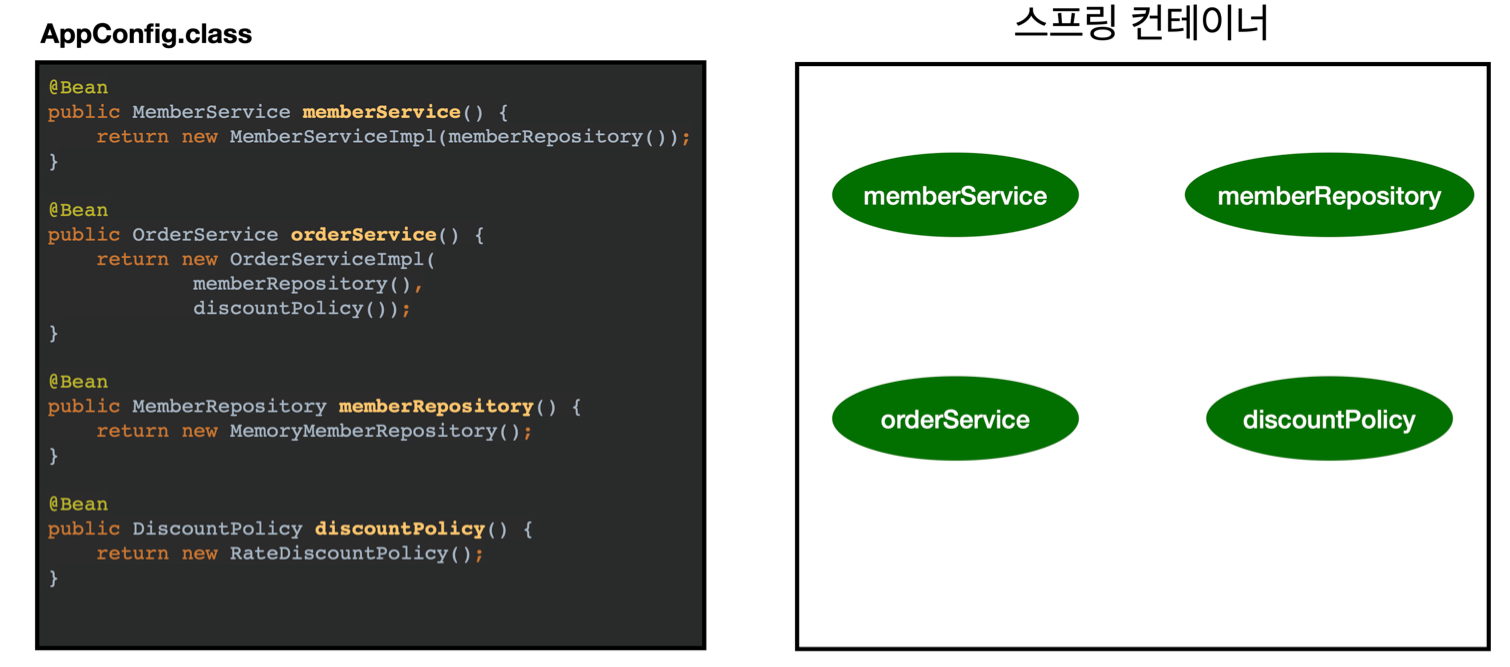 AppConfig.class
@Bean
public MemberService memberService() {
    return new MemberServiceImpl(memberRepository());
}
@Bean
public OrderService orderService() {
    return new OrderServiceImpl(
            memberRepository(),
            discountPolicy());
}
@Bean
public MemberRepository memberRepository() {
    return new MemoryMemberRepository();
}
@Bean
public DiscountPolicy discountPolicy() {
    return new RateDiscountPolicy();
}
스프링 컨테이너
memberService
memberRepository
orderService
discountPolicy